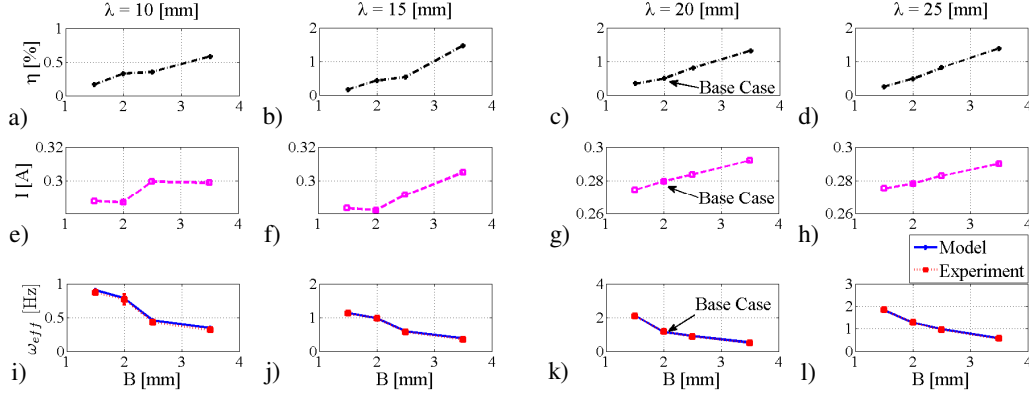 λ = 10 [mm] λ = 15 [mm] λ = 20 [mm] λ = 25 [mm]
η [%] 1 0.5 0 1 2 3 4
2 1 0 1 2 3 4
2 1 0 1 2 3 4 Base Case
2 1 0 1 2 3 4
a) b) c) d)
I [A] 0.32 0.3 1 2 3 4
0.32 0.3 1 2 3 4
0.3 0.28 0.26 1 2 3 4 Base Case
0.3 0.28 0.26 1 2 3 4
e) f) g) h)
Model
Experiment
ω_eff [Hz] 1 0.5 0 1 2 3 4
2 1 0 1 2 3 4
4 2 0 1 2 3 4 Base Case
3 2 1 0 1 2 3 4
i) B [mm] j) B [mm] k) B [mm] l) B [mm]